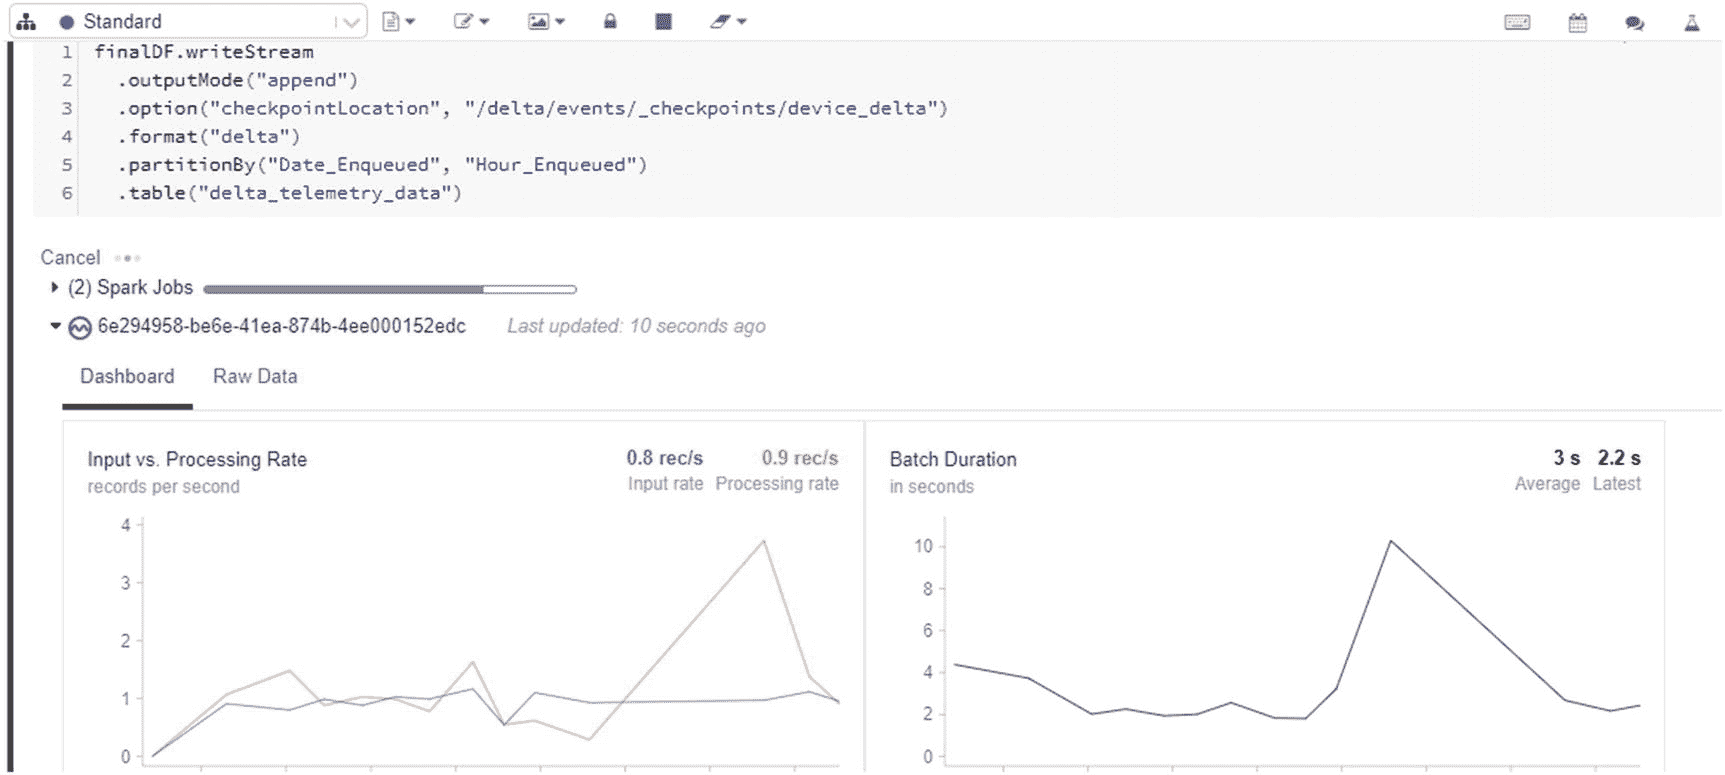 Standard
1 finalDF.writeStream
2 .outputMode("append")
3 .option("checkpointLocation", "/delta/events/_checkpoints/device_delta")
4 .format("delta")
5 .partitionBy("Date_Enqueued", "Hour_Enqueued")
6 .table("delta_telemetry_data")
Cancel
(2) Spark Jobs
6e294958-be6e-41ea-874b-4ee000152edc Last updated: 10 seconds ago
Dashboard Raw Data
Input vs. Processing Rate 0.8 rec/s 0.9 rec/s
records per second Input rate Processing rate
4
3
2
1
0
Batch Duration 3 s 2.2 s
in seconds Average Latest
10
8
6
4
2
0